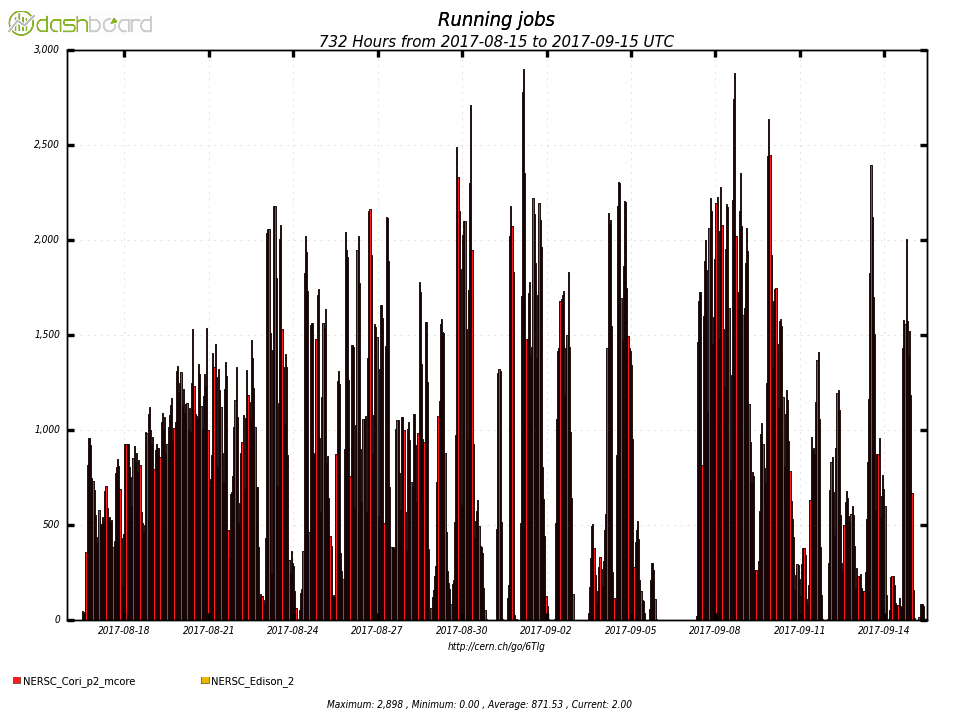 dashboard
Running jobs
732 Hours from 2017-08-15 to 2017-09-15 UTC
3,000
2,500
2,000
1,500
1,000
500
0
2017-08-18 2017-08-21 2017-08-24 2017-08-27 2017-08-30 2017-09-02 2017-09-05 2017-09-08 2017-09-11 2017-09-14
http://cern.ch/go/6TIg
NERSC_Cori_p2_mcore NERSC_Edison_2
Maximum: 2,898 , Minimum: 0.00 , Average: 871.53 , Current: 2.00